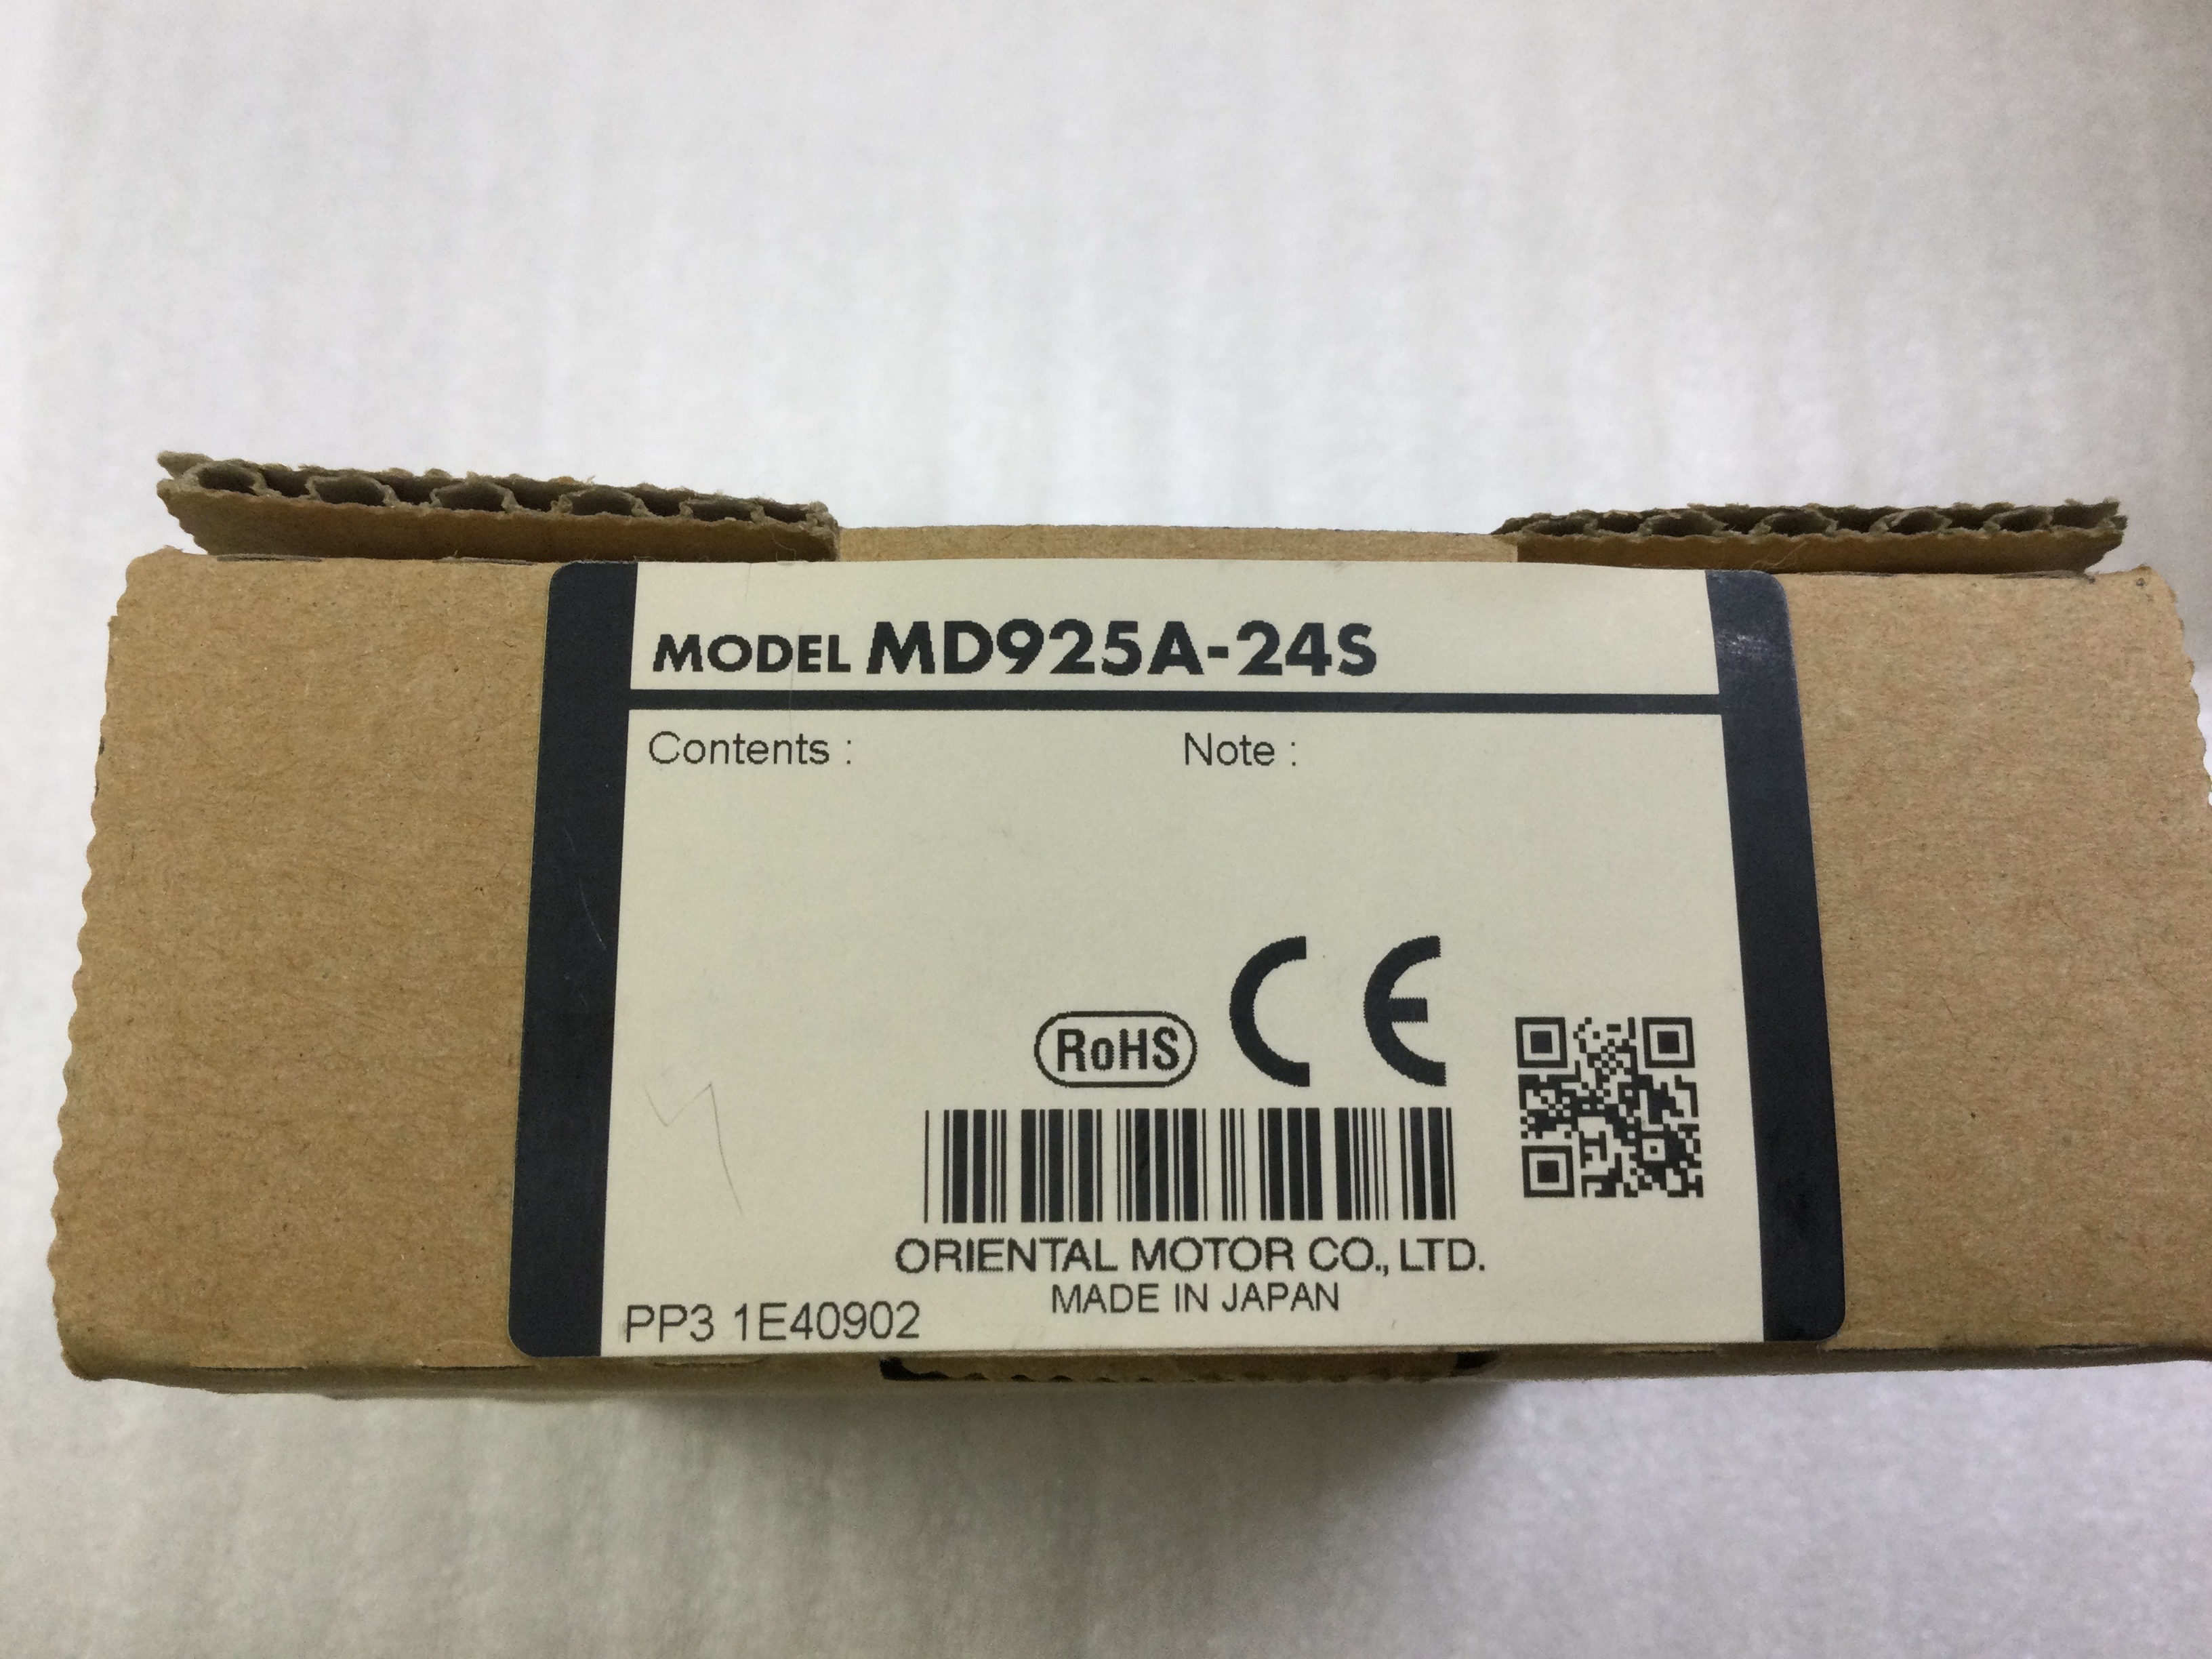 MODEL MD925A-24S
Contents : Note :
RoHS CE
ORIENTAL MOTOR CO., LTD.
MADE IN JAPAN
PP3 1E40902